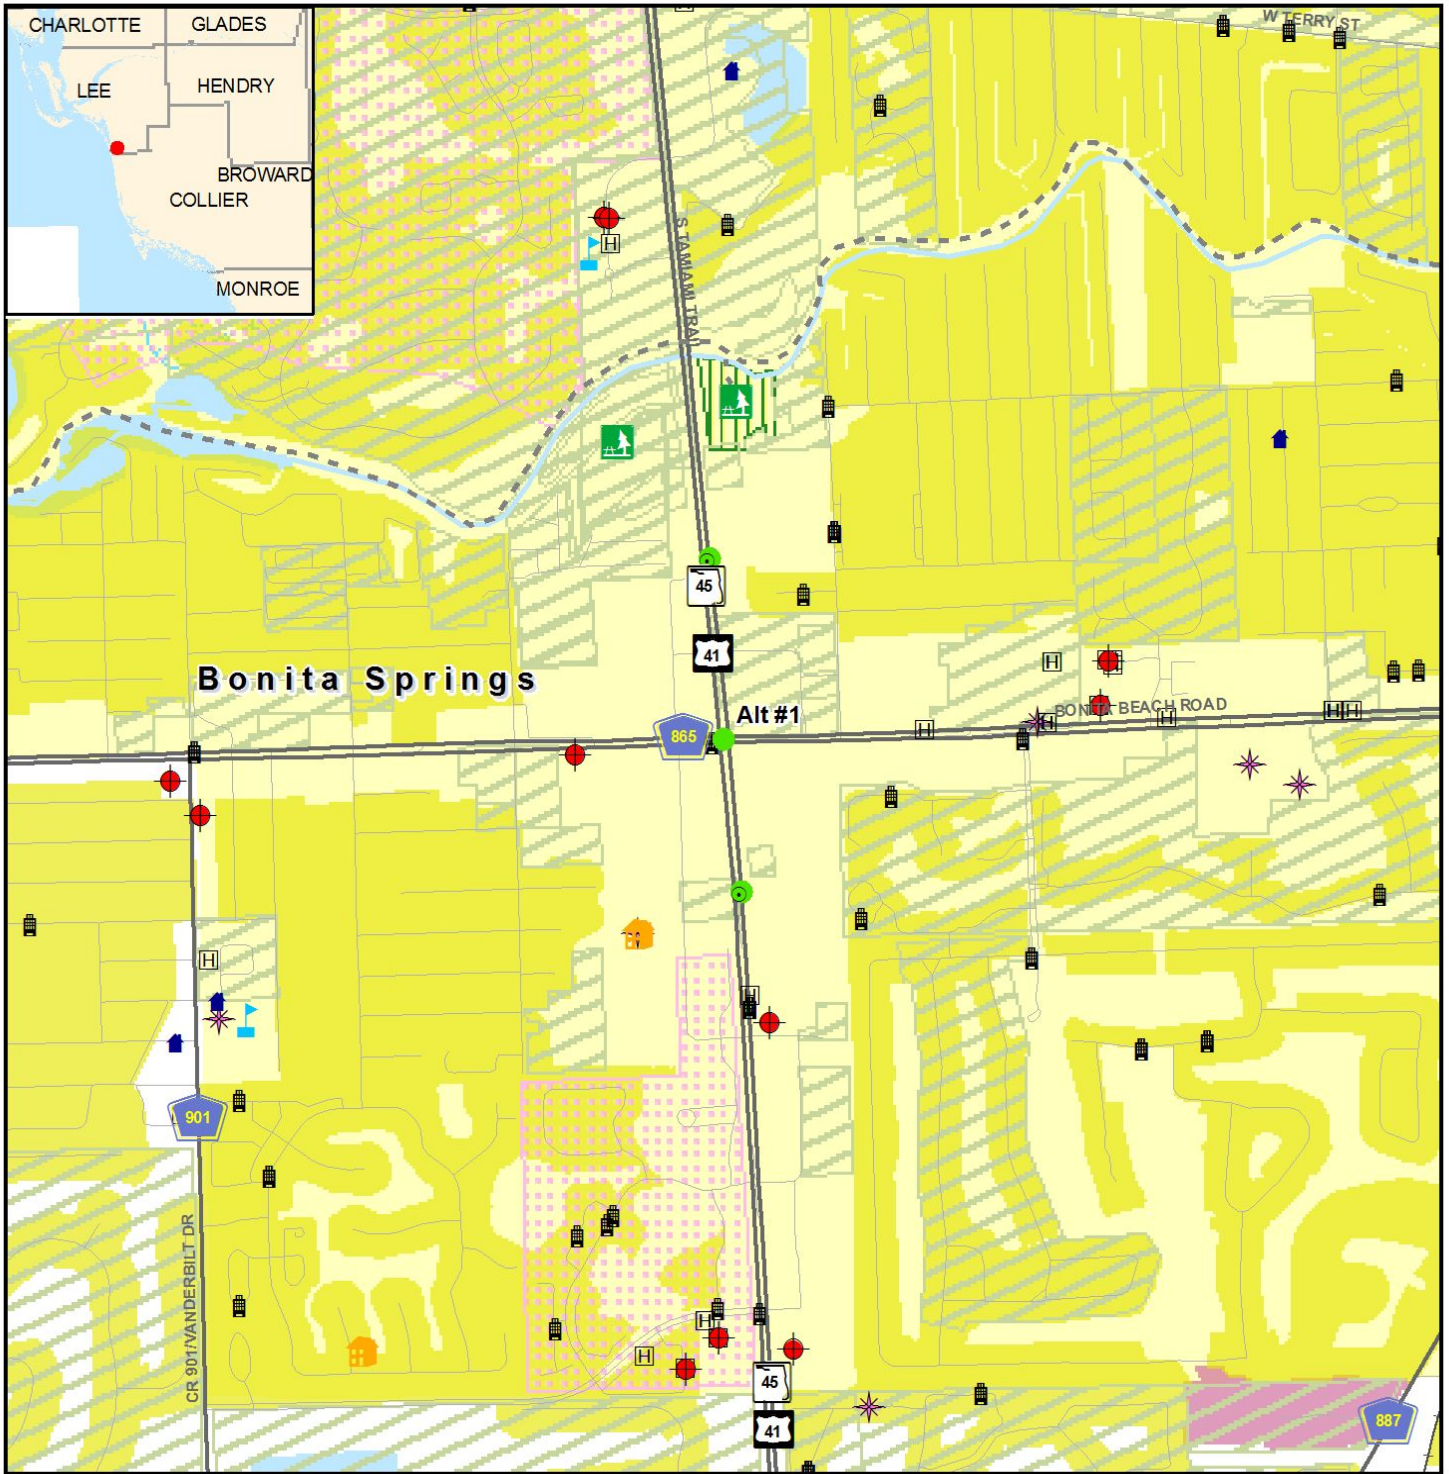 CHARLOTTE
GLADES
LEE
HENDRY
BROWARD
COLLIER
MONROE
W TERRY ST
H
S TAMIAMI TRAIL
45
41
Bonita Springs
Alt #1
865
BONITA BEACH ROAD
H
H
H
H
H
H
H
H
901
CR 901/VANDERBILT DR
H
H
45
41
887